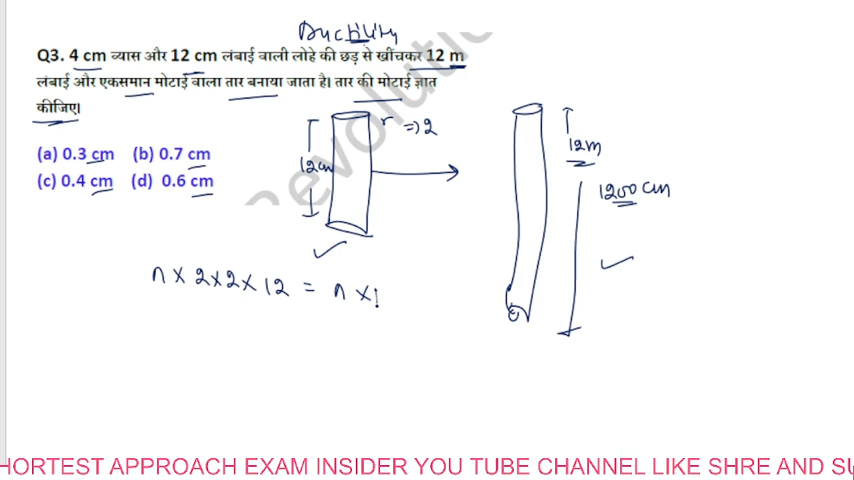 Ductility
Q3. 4 cm व्यास और 12 cm लंबाई वाली लोहे की छड़ से खींचकर 12 m
लंबाई और एकसमान मोटाई वाला तार बनाया जाता है। तार की मोटाई ज्ञात
कीजिए।
(a) 0.3 cm (b) 0.7 cm
(c) 0.4 cm (d) 0.6 cm
r ⇒ 2
12cm
12m
1200 cm
n × 2 × 2 × 12 = n ×
HORTEST APPROACH EXAM INSIDER YOU TUBE CHANNEL LIKE SHRE AND SU